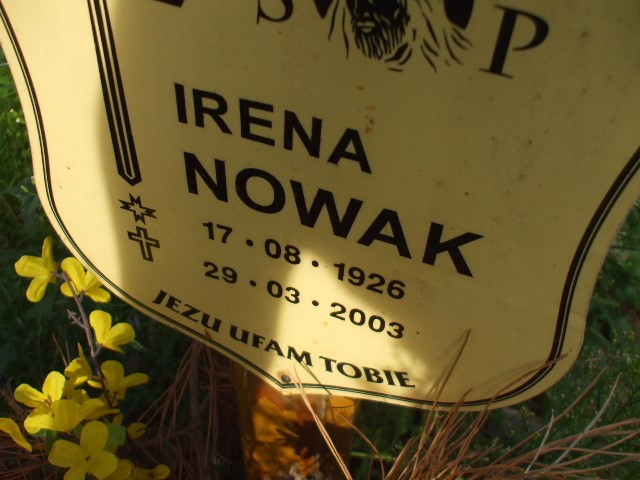 S P
IRENA
NOWAK
17 • 08 • 1926
29 • 03 • 2003
JEZU UFAM TOBIE